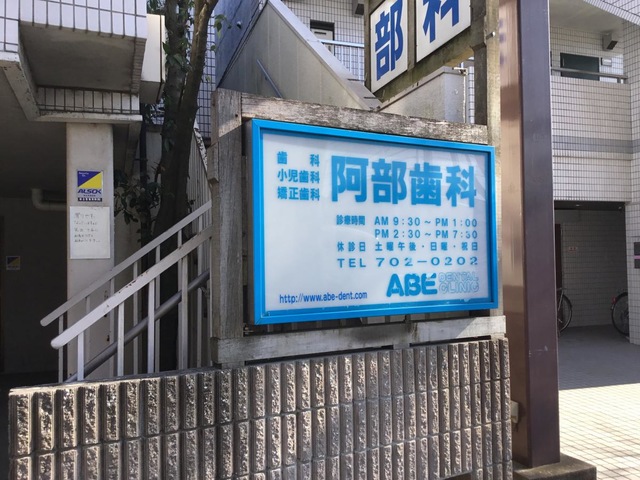 部 科
歯 科
小児歯科
矯正歯科
阿部歯科
診療時間 AM 9:30～PM 1:00
PM 2:30～PM 7:30
休診日 土曜午後・日曜・祝日
TEL 702-0202
ABE DENTAL CLINIC
http://www.abe-dent.com
ALSOK